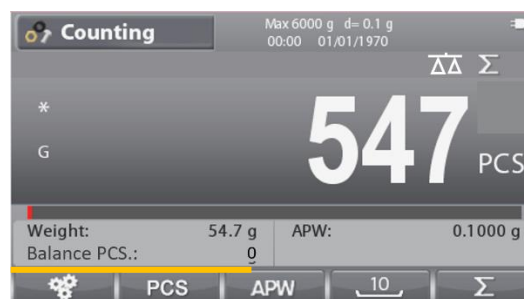 Counting
Max 6000 g d= 0.1 g
00:00 01/01/1970
Σ
*
G
547 PCS
Weight: 54.7 g APW: 0.1000 g
Balance PCS.: 0
PCS APW 10 Σ